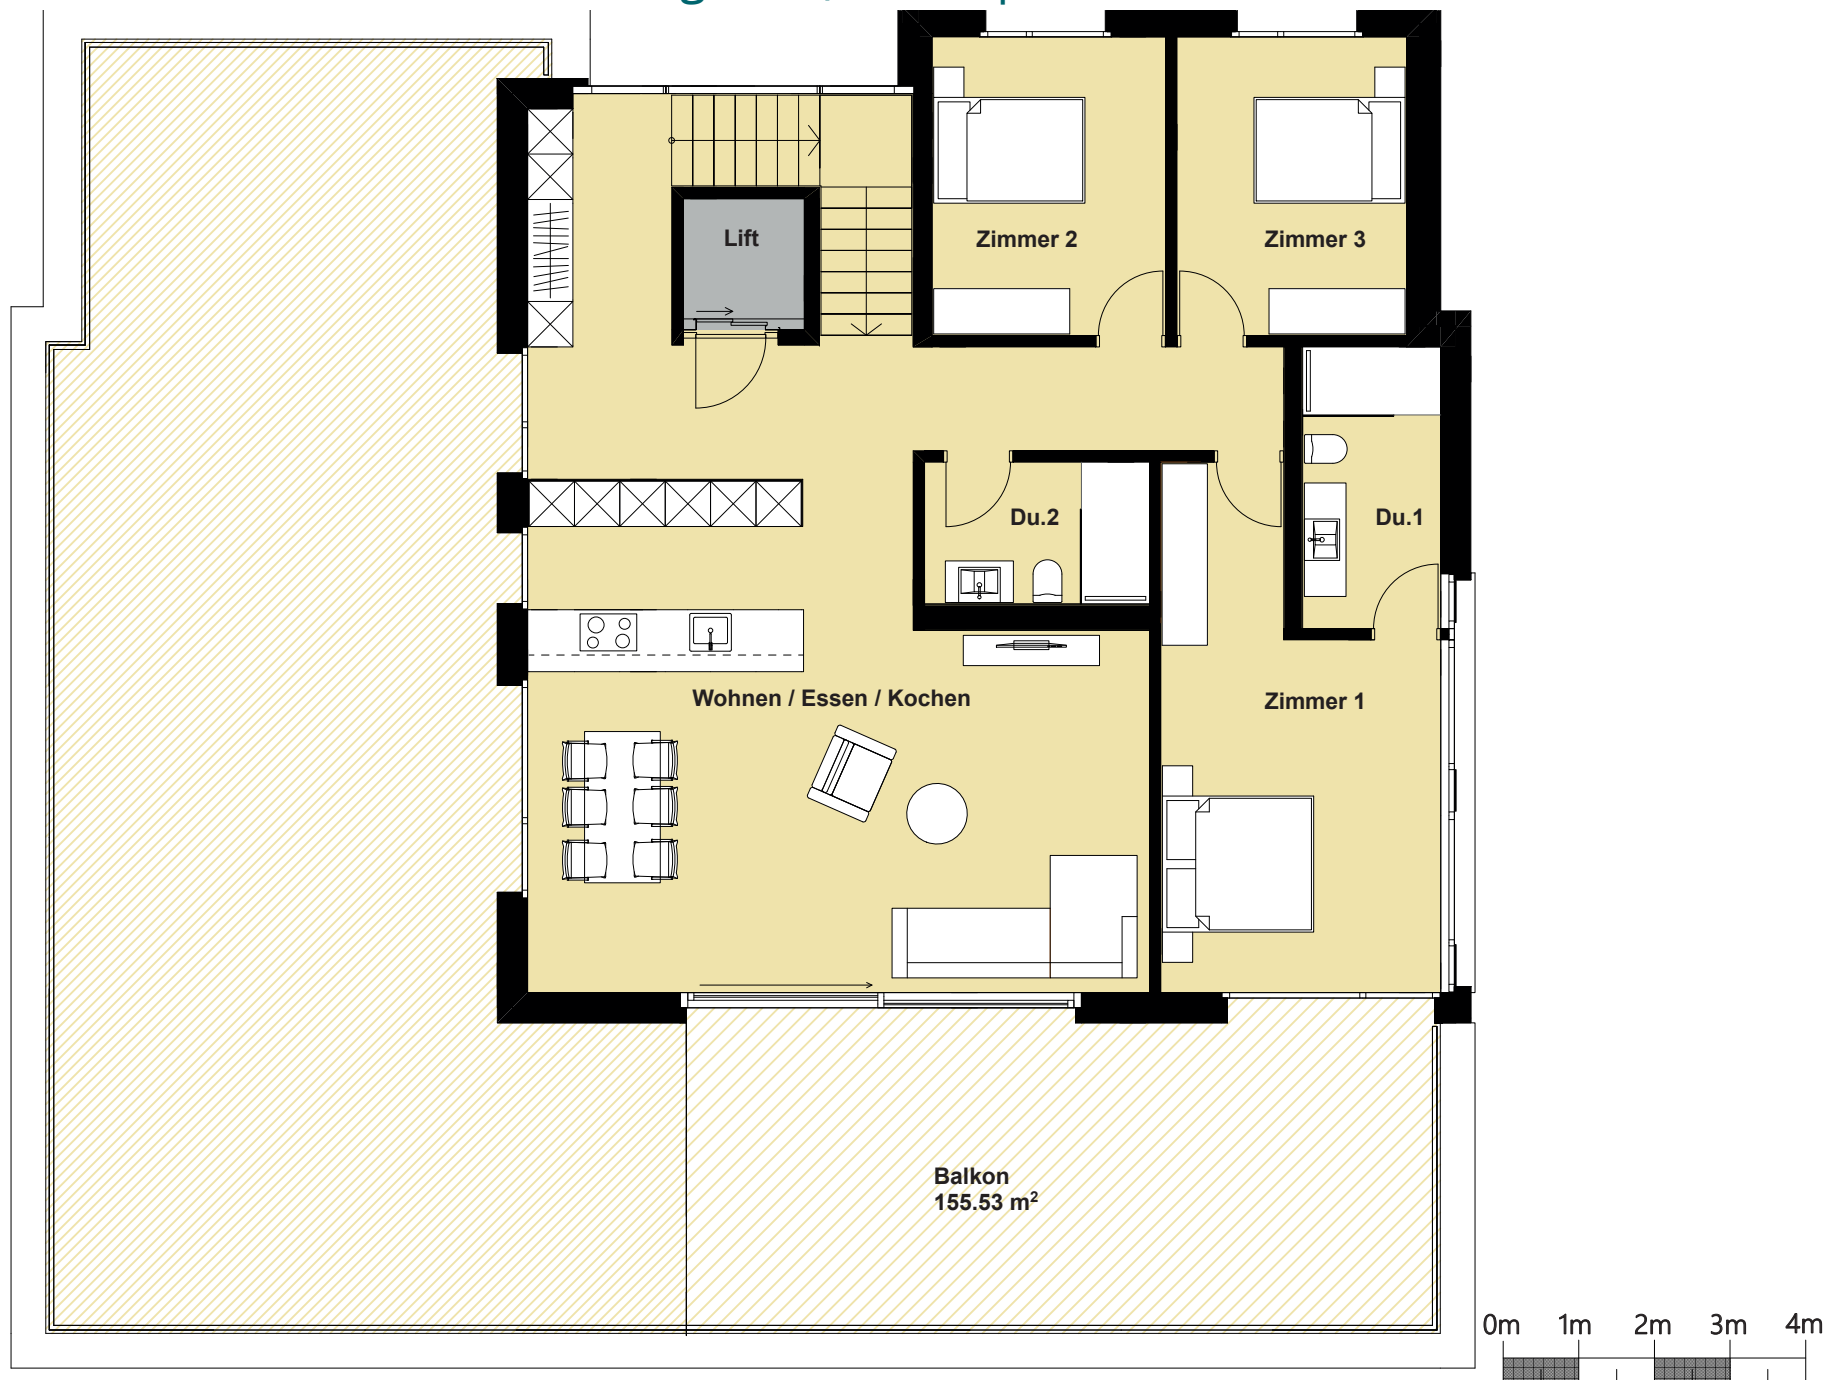 Zimmer 2
Zimmer 3
Lift
Du.2
Du.1
Wohnen / Essen / Kochen
Zimmer 1
Balkon
155.53 m²
0m 1m 2m 3m 4m